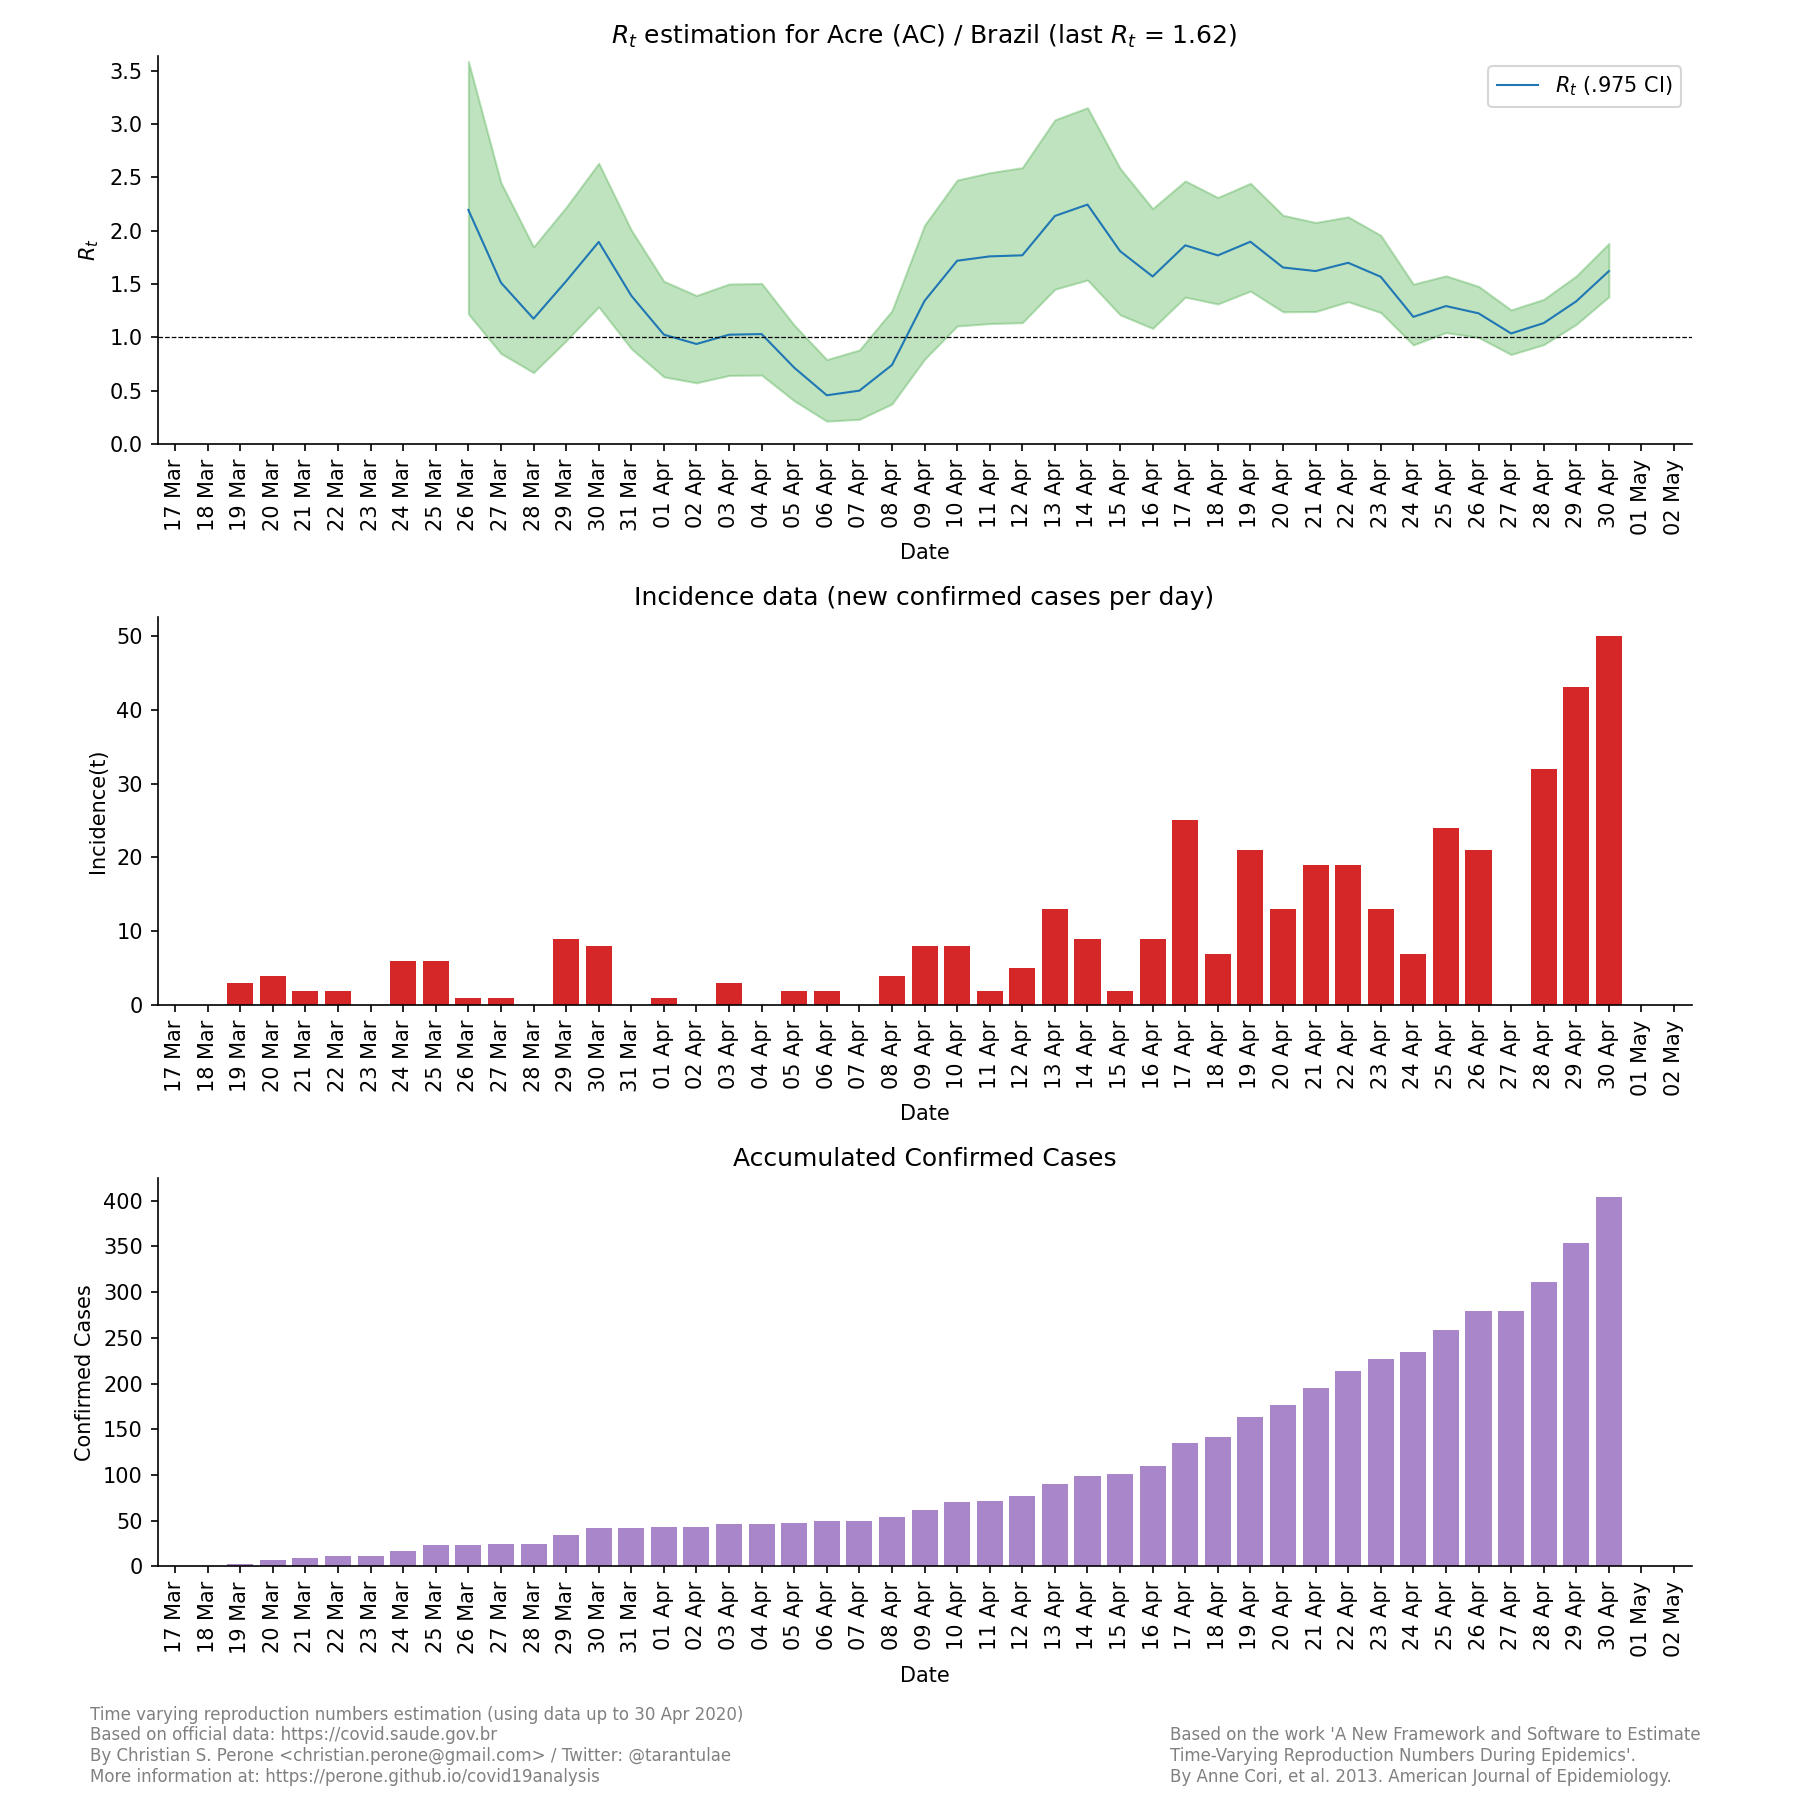 R_t estimation for Acre (AC) / Brazil (last R_t = 1.62)
3.5
3.0
2.5
2.0
1.5
1.0
0.5
0.0
R_t
R_t (.975 CI)
17 Mar 18 Mar 19 Mar 20 Mar 21 Mar 22 Mar 23 Mar 24 Mar 25 Mar 26 Mar 27 Mar 28 Mar 29 Mar 30 Mar 31 Mar 01 Apr 02 Apr 03 Apr 04 Apr 05 Apr 06 Apr 07 Apr 08 Apr 09 Apr 10 Apr 11 Apr 12 Apr 13 Apr 14 Apr 15 Apr 16 Apr 17 Apr 18 Apr 19 Apr 20 Apr 21 Apr 22 Apr 23 Apr 24 Apr 25 Apr 26 Apr 27 Apr 28 Apr 29 Apr 30 Apr 01 May 02 May
Date
Incidence data (new confirmed cases per day)
50
40
30
20
10
0
Incidence(t)
17 Mar 18 Mar 19 Mar 20 Mar 21 Mar 22 Mar 23 Mar 24 Mar 25 Mar 26 Mar 27 Mar 28 Mar 29 Mar 30 Mar 31 Mar 01 Apr 02 Apr 03 Apr 04 Apr 05 Apr 06 Apr 07 Apr 08 Apr 09 Apr 10 Apr 11 Apr 12 Apr 13 Apr 14 Apr 15 Apr 16 Apr 17 Apr 18 Apr 19 Apr 20 Apr 21 Apr 22 Apr 23 Apr 24 Apr 25 Apr 26 Apr 27 Apr 28 Apr 29 Apr 30 Apr 01 May 02 May
Date
Accumulated Confirmed Cases
400
350
300
250
200
150
100
50
0
Confirmed Cases
17 Mar 18 Mar 19 Mar 20 Mar 21 Mar 22 Mar 23 Mar 24 Mar 25 Mar 26 Mar 27 Mar 28 Mar 29 Mar 30 Mar 31 Mar 01 Apr 02 Apr 03 Apr 04 Apr 05 Apr 06 Apr 07 Apr 08 Apr 09 Apr 10 Apr 11 Apr 12 Apr 13 Apr 14 Apr 15 Apr 16 Apr 17 Apr 18 Apr 19 Apr 20 Apr 21 Apr 22 Apr 23 Apr 24 Apr 25 Apr 26 Apr 27 Apr 28 Apr 29 Apr 30 Apr 01 May 02 May
Date
Time varying reproduction numbers estimation (using data up to 30 Apr 2020)
Based on official data: https://covid.saude.gov.br
By Christian S. Perone <christian.perone@gmail.com> / Twitter: @tarantulae
More information at: https://perone.github.io/covid19analysis
Based on the work 'A New Framework and Software to Estimate
Time-Varying Reproduction Numbers During Epidemics'.
By Anne Cori, et al. 2013. American Journal of Epidemiology.